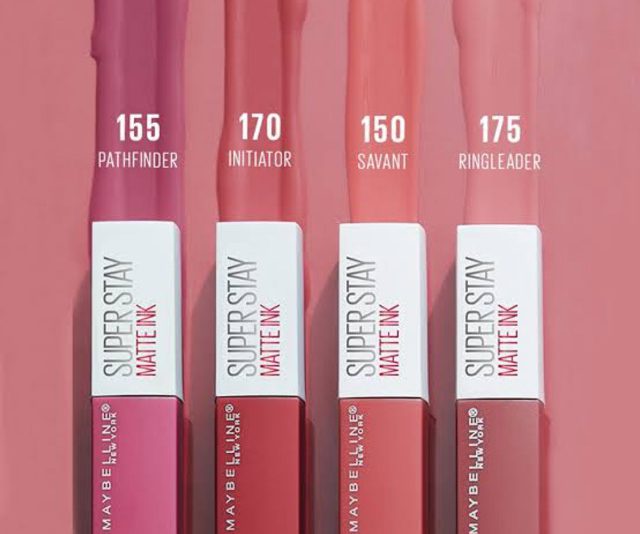 155
PATHFINDER
170
INITIATOR
150
SAVANT
175
RINGLEADER
SUPER STAY
MATTE INK
MAYBELLINE®
NEW YORK
SUPER STAY
MATTE INK
MAYBELLINE®
NEW YORK
SUPER STAY
MATTE INK
MAYBELLINE®
NEW YORK
SUPER STAY
MATTE INK
MAYBELLINE®
NEW YORK